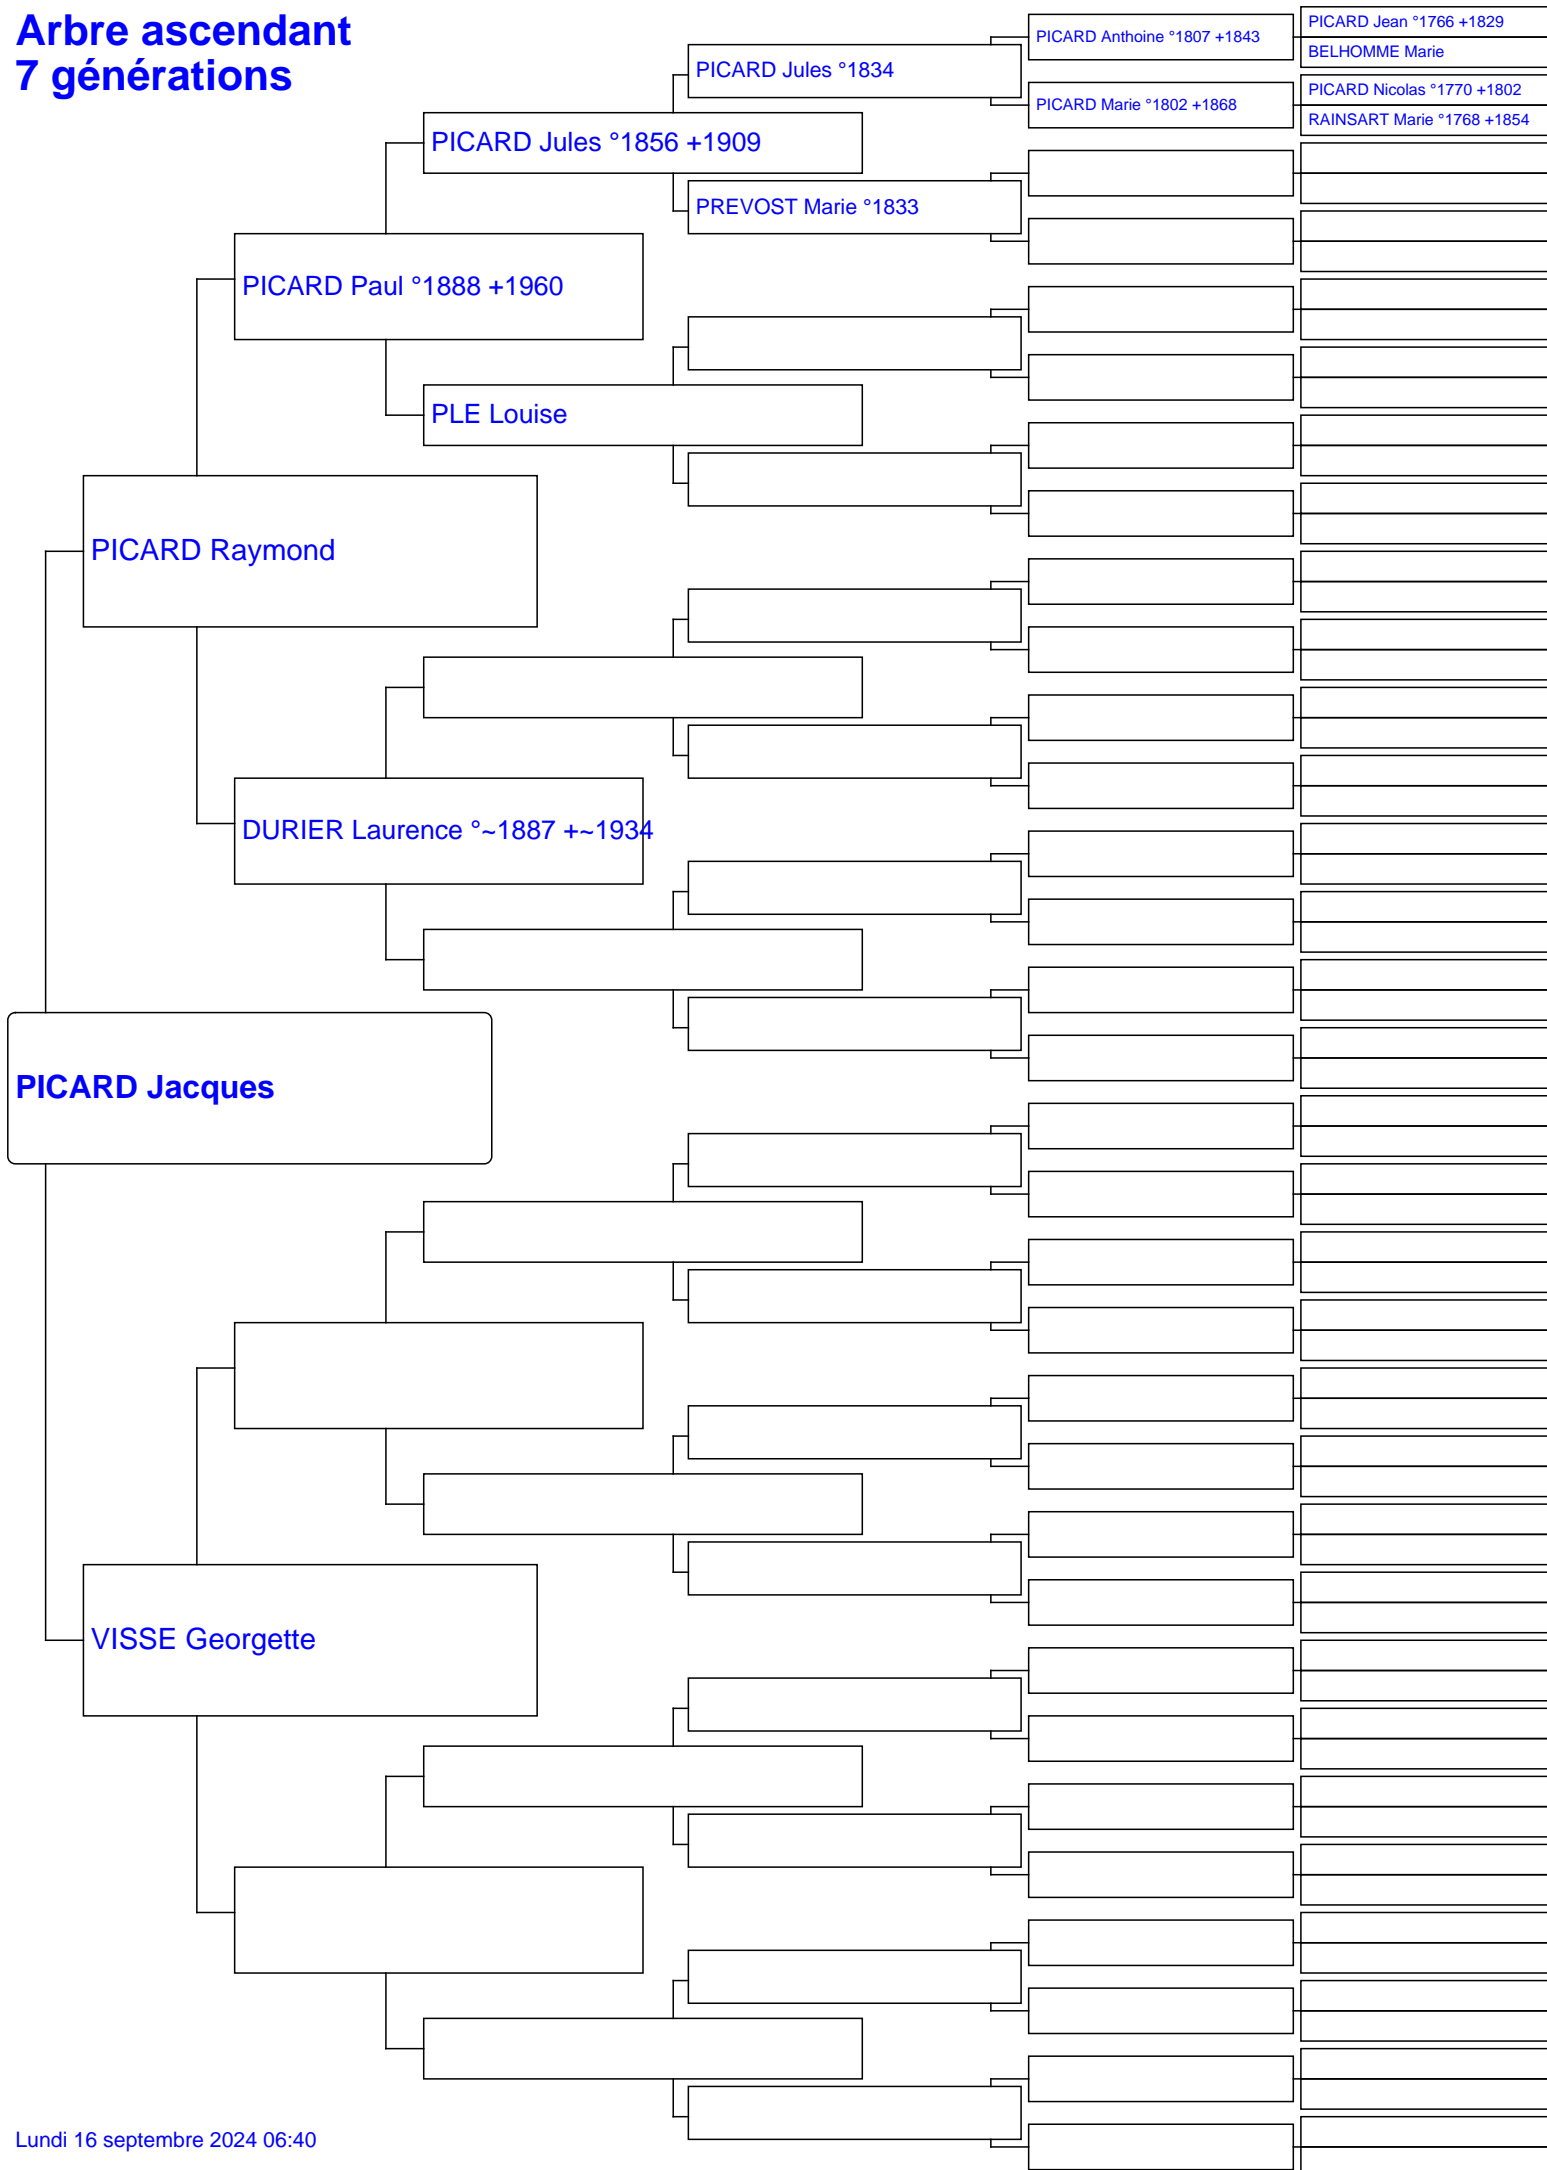 Arbre ascendant
7 générations
PICARD Jean °1766 +1829
PICARD Anthoine °1807 +1843
BELHOMME Marie
PICARD Jules °1834
PICARD Nicolas °1770 +1802
PICARD Marie °1802 +1868
RAINSART Marie °1768 +1854
PICARD Jules °1856 +1909
PREVOST Marie °1833
PICARD Paul °1888 +1960
PLE Louise
PICARD Raymond
DURIER Laurence °~1887 +~1934
PICARD Jacques
VISSE Georgette
Lundi 16 septembre 2024 06:40